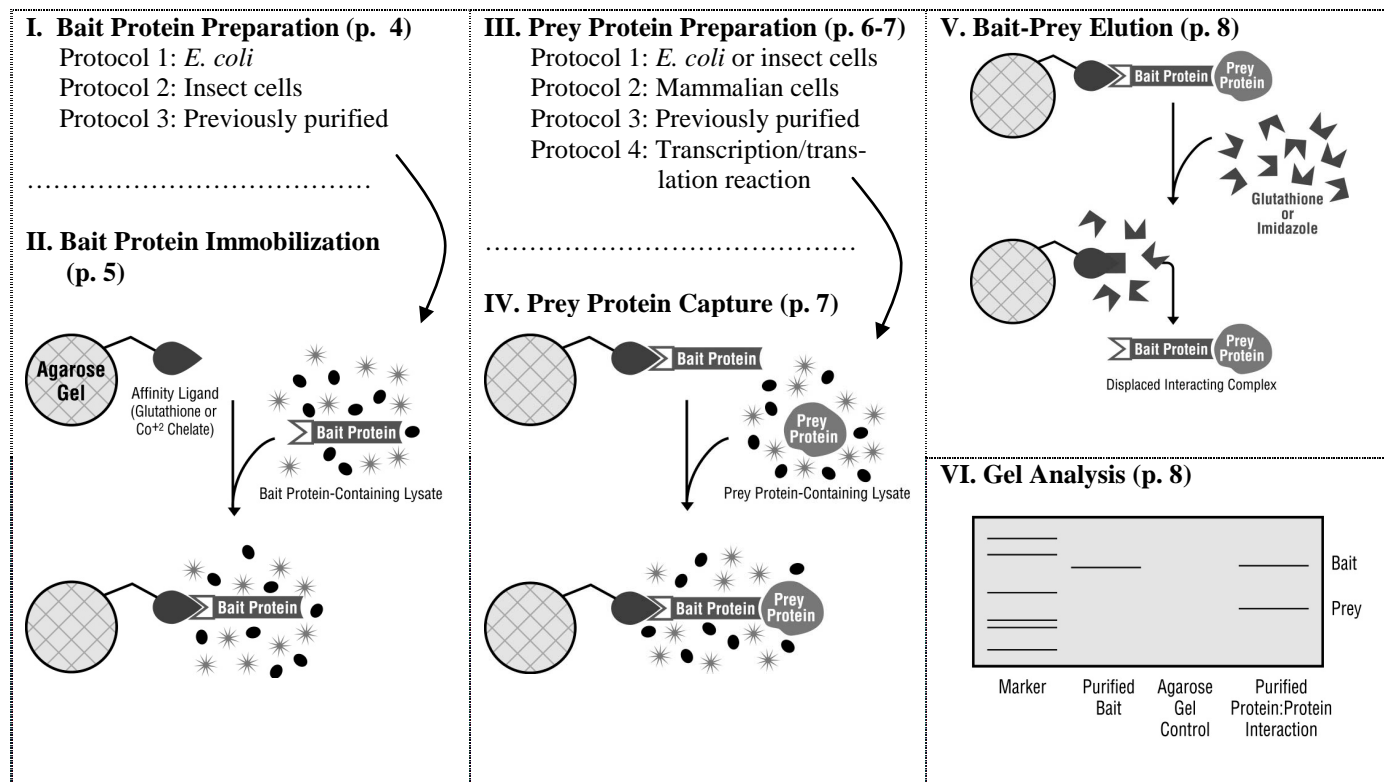 I. Bait Protein Preparation (p. 4)
Protocol 1: E. coli
Protocol 2: Insect cells
Protocol 3: Previously purified
……………………………………
II. Bait Protein Immobilization
(p. 5)
Agarose
Gel
Affinity Ligand
(Glutathione or
Co+2 Chelate)
Bait Protein
Bait Protein-Containing Lysate
Bait Protein
III. Prey Protein Preparation (p. 6-7)
Protocol 1: E. coli or insect cells
Protocol 2: Mammalian cells
Protocol 3: Previously purified
Protocol 4: Transcription/trans-
lation reaction
………………………………………
IV. Prey Protein Capture (p. 7)
Bait Protein
Prey
Protein
Prey Protein-Containing Lysate
Bait Protein
Prey
Protein
V. Bait-Prey Elution (p. 8)
Bait Protein
Prey
Protein
Glutathione
or
Imidazole
Bait Protein
Prey
Protein
Displaced Interacting Complex
VI. Gel Analysis (p. 8)
Bait
Prey
Marker
Purified
Bait
Agarose
Gel
Control
Purified
Protein:Protein
Interaction